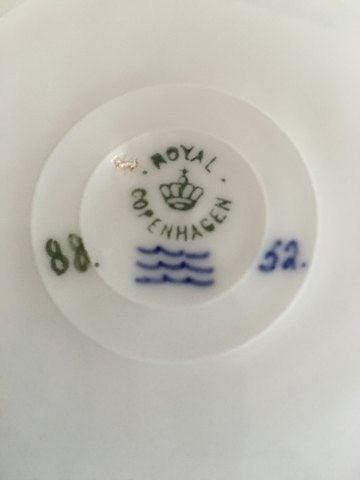 · ROYAL ·
COPENHAGEN
88.
52.